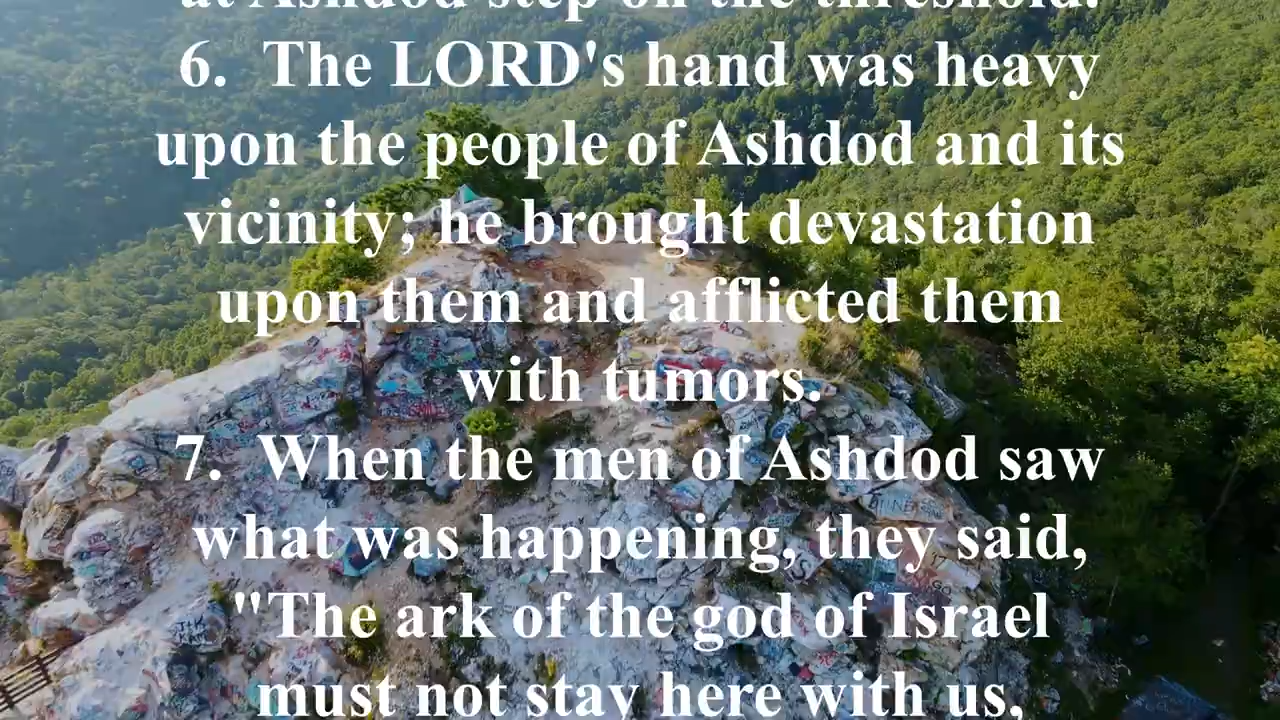 at Ashdod step on the threshold.
6. The LORD's hand was heavy
upon the people of Ashdod and its
vicinity; he brought devastation
upon them and afflicted them
with tumors.
7. When the men of Ashdod saw
what was happening, they said,
"The ark of the god of Israel
must not stay here with us,